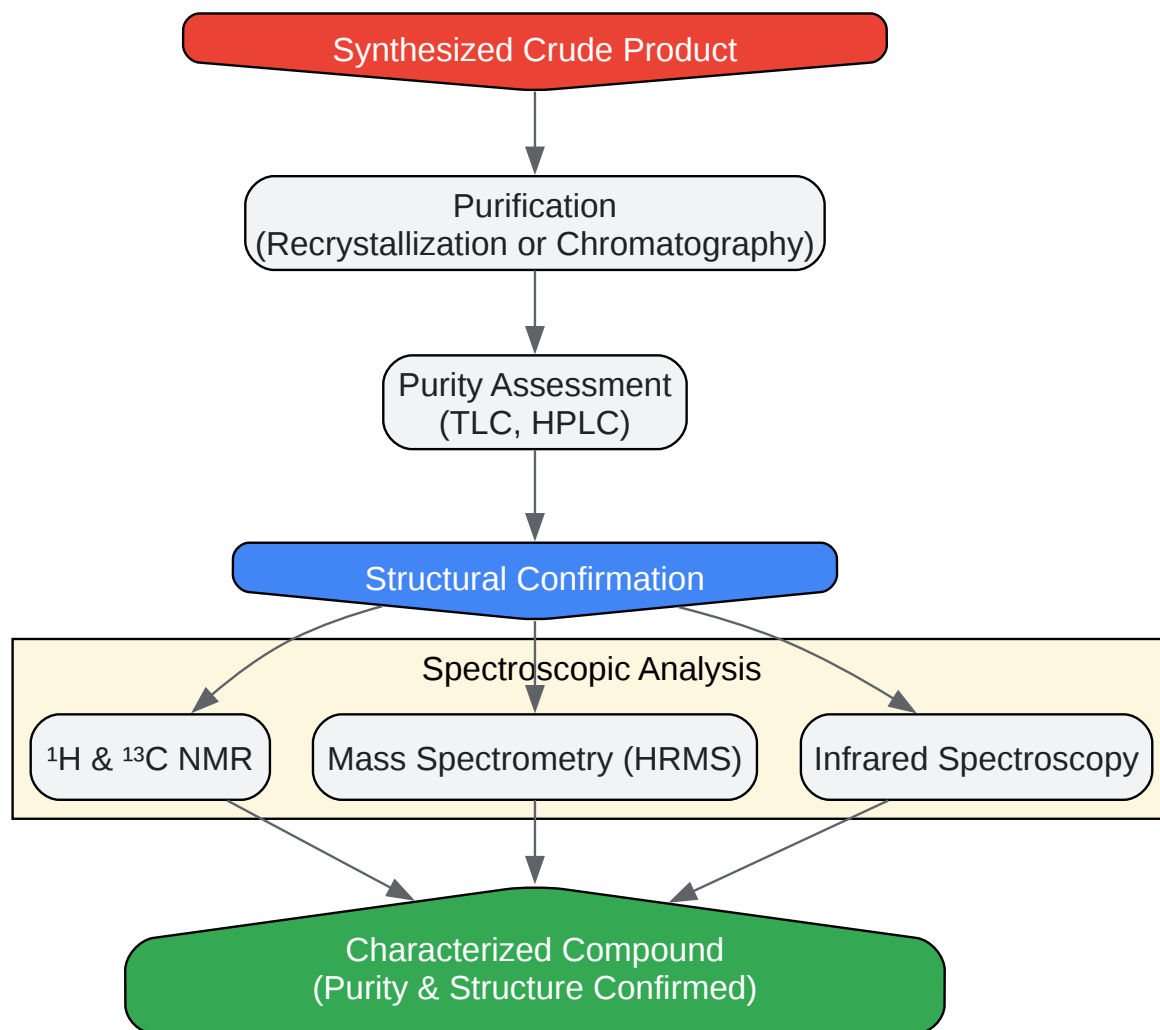 Synthesized Crude Product
Purification
(Recrystallization or Chromatography)
Purity Assessment
(TLC, HPLC)
Structural Confirmation
Spectroscopic Analysis
¹H & ¹³C NMR
Mass Spectrometry (HRMS)
Infrared Spectroscopy
Characterized Compound
(Purity & Structure Confirmed)